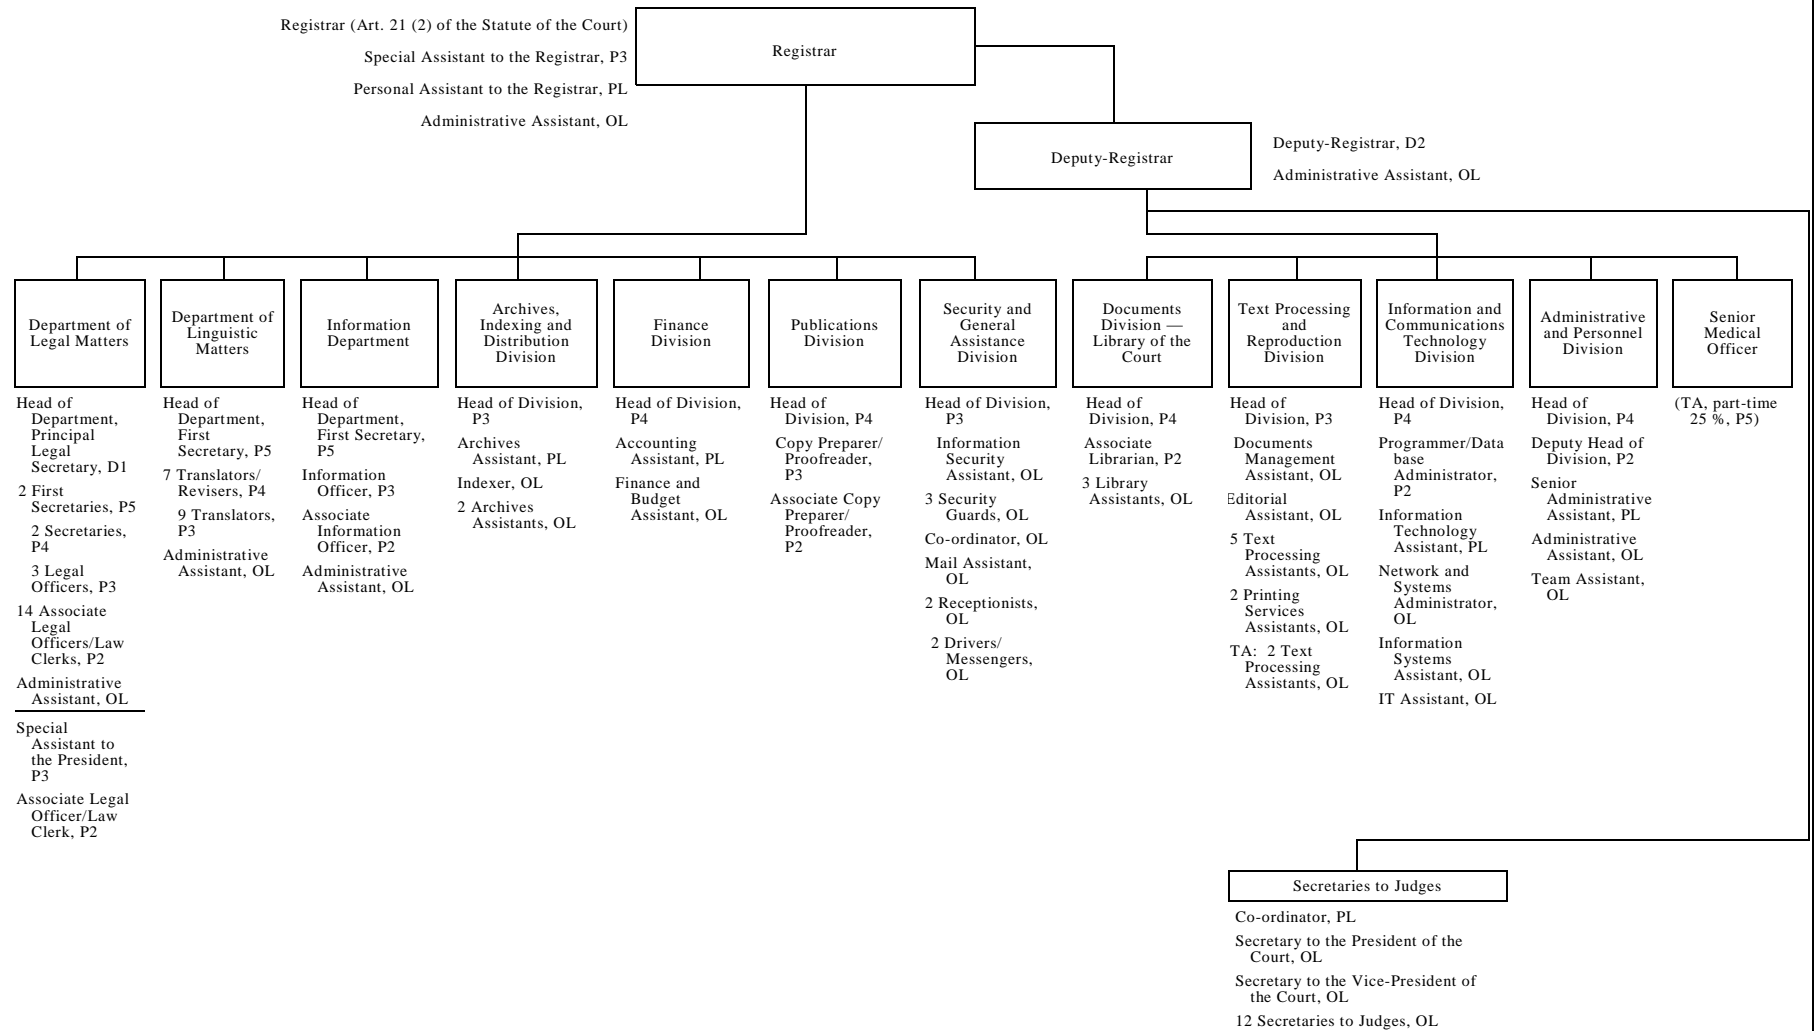 Registrar (Art. 21 (2) of the Statute of the Court)
Special Assistant to the Registrar, P3
Personal Assistant to the Registrar, PL
Administrative Assistant, OL
Registrar
Deputy-Registrar
Deputy-Registrar, D2
Administrative Assistant, OL
Department of
Legal Matters
Head of
Department,
Principal
Legal
Secretary, D1
2 First
Secretaries, P5
2 Secretaries,
P4
3 Legal
Officers, P3
14 Associate
Legal
Officers/Law
Clerks, P2
Administrative
Assistant, OL
Special
Assistant to
the President,
P3
Associate Legal
Officer/Law
Clerk, P2
Department of
Linguistic
Matters
Head of
Department,
First
Secretary, P5
7 Translators/
Revisers, P4
9 Translators,
P3
Administrative
Assistant, OL
Information
Department
Head of
Department,
First Secretary,
P5
Information
Officer, P3
Associate
Information
Officer, P2
Administrative
Assistant, OL
Archives,
Indexing and
Distribution
Division
Head of Division,
P3
Archives
Assistant, PL
Indexer, OL
2 Archives
Assistants, OL
Finance
Division
Head of Division,
P4
Accounting
Assistant, PL
Finance and
Budget
Assistant, OL
Publications
Division
Head of
Division, P4
Copy Preparer/
Proofreader,
P3
Associate Copy
Preparer/
Proofreader,
P2
Security and
General
Assistance
Division
Head of Division,
P3
Information
Security
Assistant, OL
3 Security
Guards, OL
Co-ordinator, OL
Mail Assistant,
OL
2 Receptionists,
OL
2 Drivers/
Messengers,
OL
Documents
Division —
Library of the
Court
Head of
Division, P4
Associate
Librarian, P2
3 Library
Assistants, OL
Text Processing
and
Reproduction
Division
Head of
Division, P3
Documents
Management
Assistant, OL
Editorial
Assistant, OL
5 Text
Processing
Assistants, OL
2 Printing
Services
Assistants, OL
TA: 2 Text
Processing
Assistants, OL
Information and
Communications
Technology
Division
Head of Division,
P4
Programmer/Data
base
Administrator,
P2
Information
Technology
Assistant, PL
Network and
Systems
Administrator,
OL
Information
Systems
Assistant, OL
IT Assistant, OL
Administrative
and Personnel
Division
Head of
Division, P4
Deputy Head of
Division, P2
Senior
Administrative
Assistant, PL
Administrative
Assistant, OL
Team Assistant,
OL
Senior
Medical
Officer
(TA, part-time
25 %, P5)
Secretaries to Judges
Co-ordinator, PL
Secretary to the President of the
Court, OL
Secretary to the Vice-President of
the Court, OL
12 Secretaries to Judges, OL